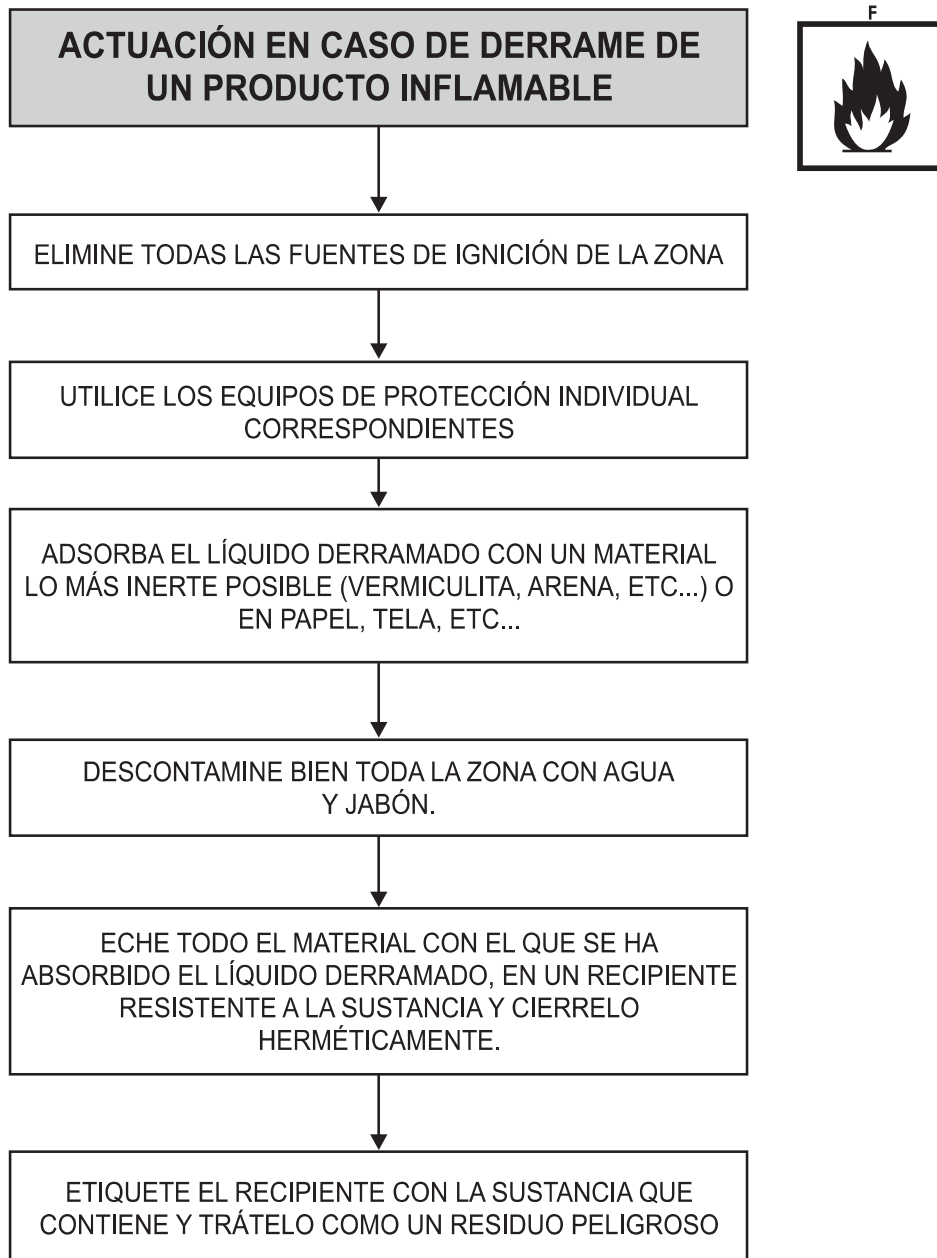 ACTUACIÓN EN CASO DE DERRAME DE
UN PRODUCTO INFLAMABLE
F
ELIMINE TODAS LAS FUENTES DE IGNICIÓN DE LA ZONA
UTILICE LOS EQUIPOS DE PROTECCIÓN INDIVIDUAL
CORRESPONDIENTES
ADSORBA EL LÍQUIDO DERRAMADO CON UN MATERIAL
LO MÁS INERTE POSIBLE (VERMICULITA, ARENA, ETC...) O
EN PAPEL, TELA, ETC...
DESCONTAMINE BIEN TODA LA ZONA CON AGUA
Y JABÓN.
ECHE TODO EL MATERIAL CON EL QUE SE HA
ABSORBIDO EL LÍQUIDO DERRAMADO, EN UN RECIPIENTE
RESISTENTE A LA SUSTANCIA Y CIERRELO
HERMÉTICAMENTE.
ETIQUETE EL RECIPIENTE CON LA SUSTANCIA QUE
CONTIENE Y TRÁTELO COMO UN RESIDUO PELIGROSO